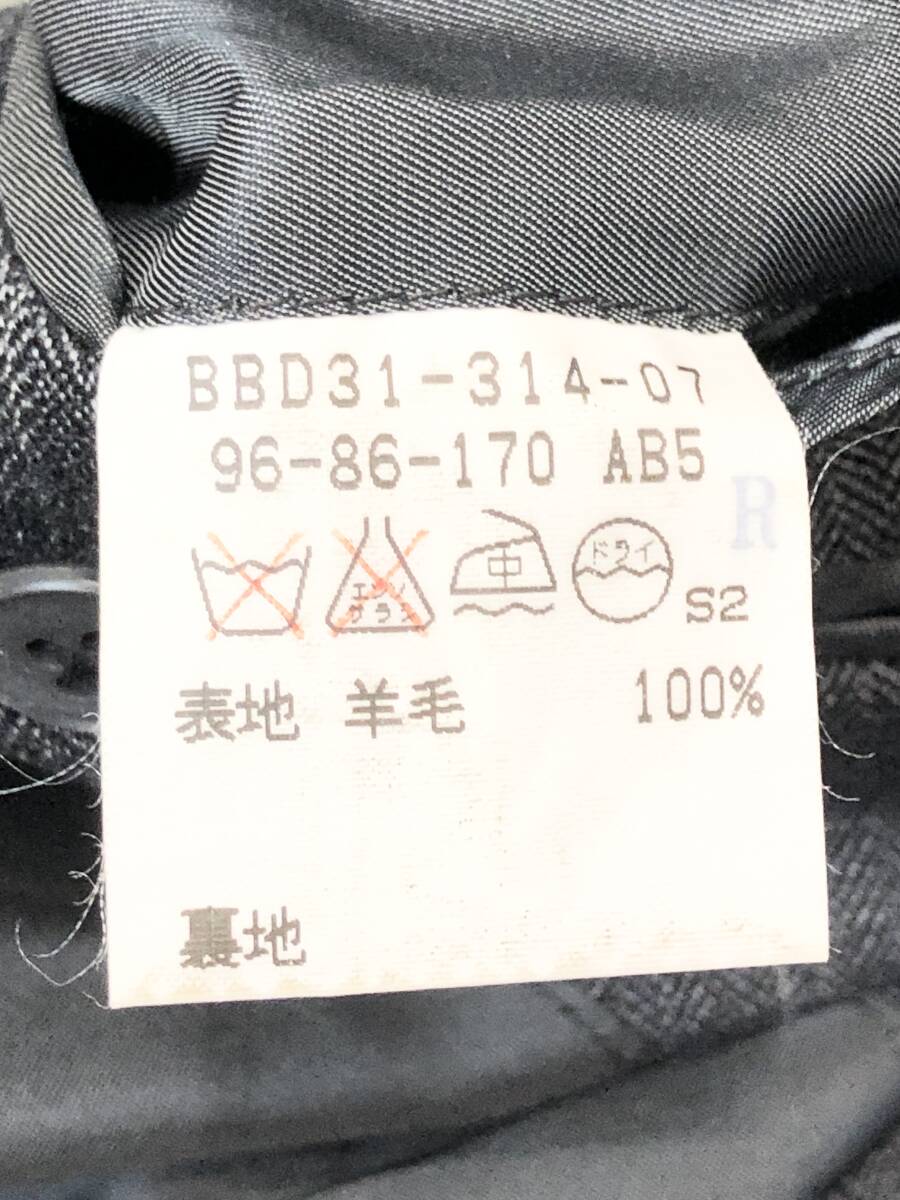 BBD31-314-07
96-86-170 AB5
R
エンソ
サラシ
中
ドライ
S2
表地 羊毛 100%
裏地